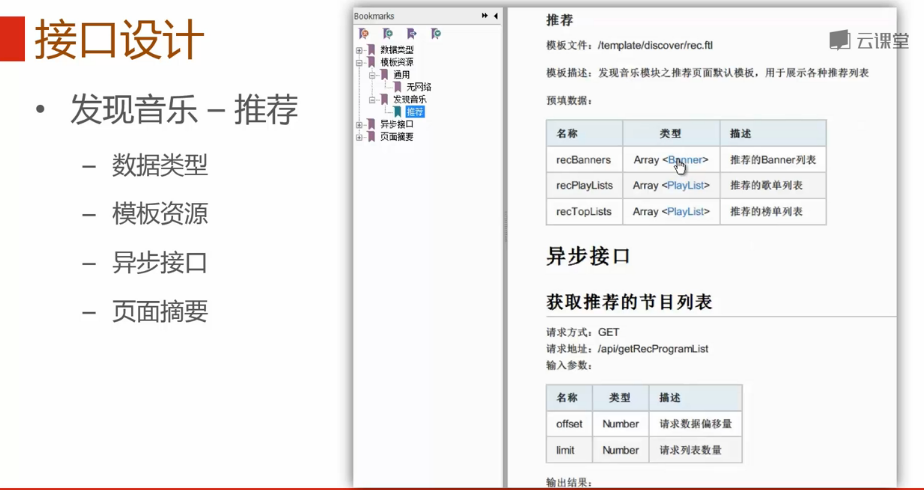 接口设计
• 发现音乐 – 推荐
– 数据类型
– 模板资源
– 异步接口
– 页面摘要
Bookmarks
数据类型
模板资源
通用
无网络
发现音乐
推荐
异步接口
页面摘要
云课堂
推荐
模板文件：/template/discover/rec.ftl
模板描述：发现音乐模块之推荐页面默认模板，用于展示各种推荐列表
预填数据：
名称 类型 描述
recBanners Array <Banner> 推荐的Banner列表
recPlayLists Array <PlayList> 推荐的歌单列表
recTopLists Array <PlayList> 推荐的榜单列表
异步接口
获取推荐的节目列表
请求方式：GET
请求地址：/api/getRecProgramList
输入参数：
名称 类型 描述
offset Number 请求数据偏移量
limit Number 请求列表数量
输出结果：